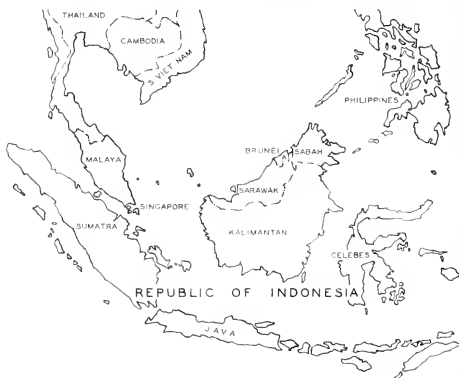 THAILAND
CAMBODIA
S. VIET NAM
PHILIPPINES
BRUNEI
SABAH
MALAYA
SARAWAK
SINGAPORE
SUMATRA
KALIMANTAN
CELEBES
REPUBLIC OF INDONESIA
JAVA